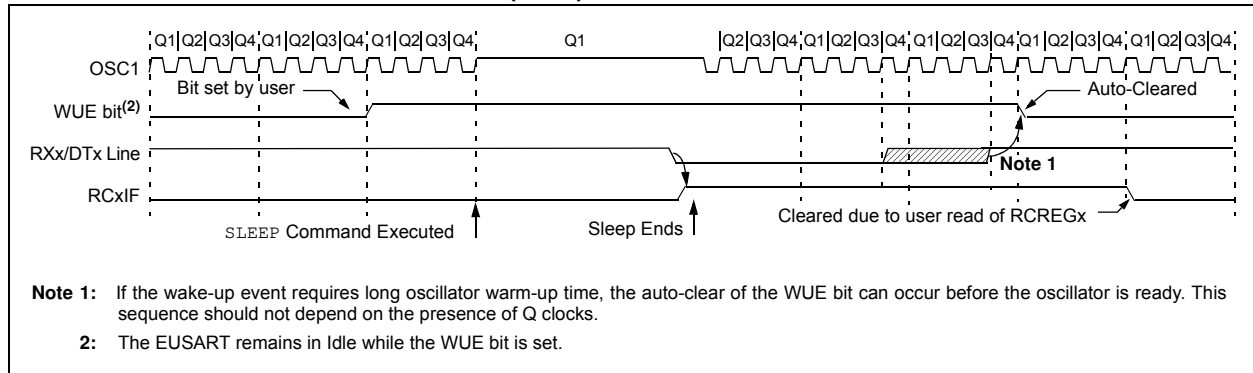 Q1 Q2 Q3 Q4 Q1 Q2 Q3 Q4 Q1 Q2 Q3 Q4 Q1 Q2 Q3 Q4 Q1 Q2 Q3 Q4 Q1 Q2 Q3 Q4 Q1 Q2 Q3 Q4 Q1 Q2 Q3 Q4
OSC1
Bit set by user
Auto-Cleared
WUE bit(2)
RXx/DTx Line
Note 1
RCxIF
Cleared due to user read of RCREGx
SLEEP Command Executed
Sleep Ends
Note 1: If the wake-up event requires long oscillator warm-up time, the auto-clear of the WUE bit can occur before the oscillator is ready. This
sequence should not depend on the presence of Q clocks.
2: The EUSART remains in Idle while the WUE bit is set.